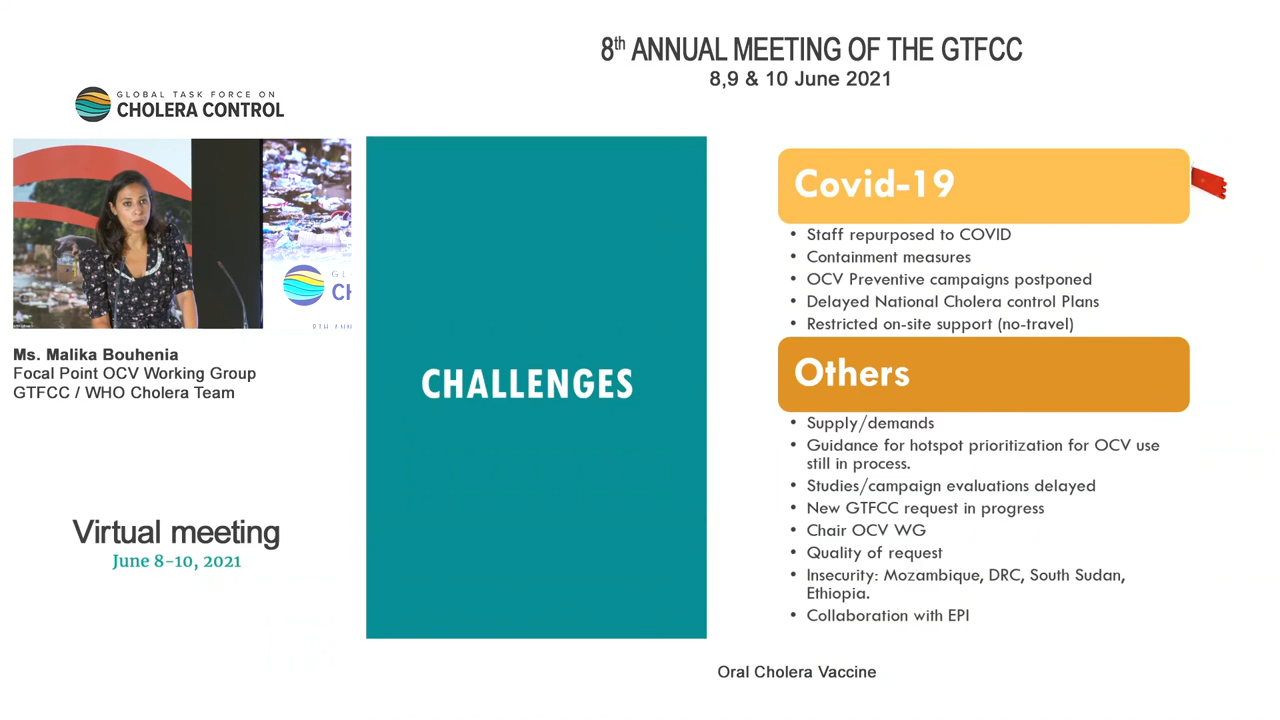 8th ANNUAL MEETING OF THE GTFCC
8,9 & 10 June 2021
GLOBAL TASK FORCE ON
CHOLERA CONTROL
Ms. Malika Bouhenia
Focal Point OCV Working Group
GTFCC / WHO Cholera Team
Virtual meeting
June 8-10, 2021
CHALLENGES
Covid-19
• Staff repurposed to COVID
• Containment measures
• OCV Preventive campaigns postponed
• Delayed National Cholera control Plans
• Restricted on-site support (no-travel)
Others
• Supply/demands
• Guidance for hotspot prioritization for OCV use
still in process.
• Studies/campaign evaluations delayed
• New GTFCC request in progress
• Chair OCV WG
• Quality of request
• Insecurity: Mozambique, DRC, South Sudan,
Ethiopia.
• Collaboration with EPI
Oral Cholera Vaccine